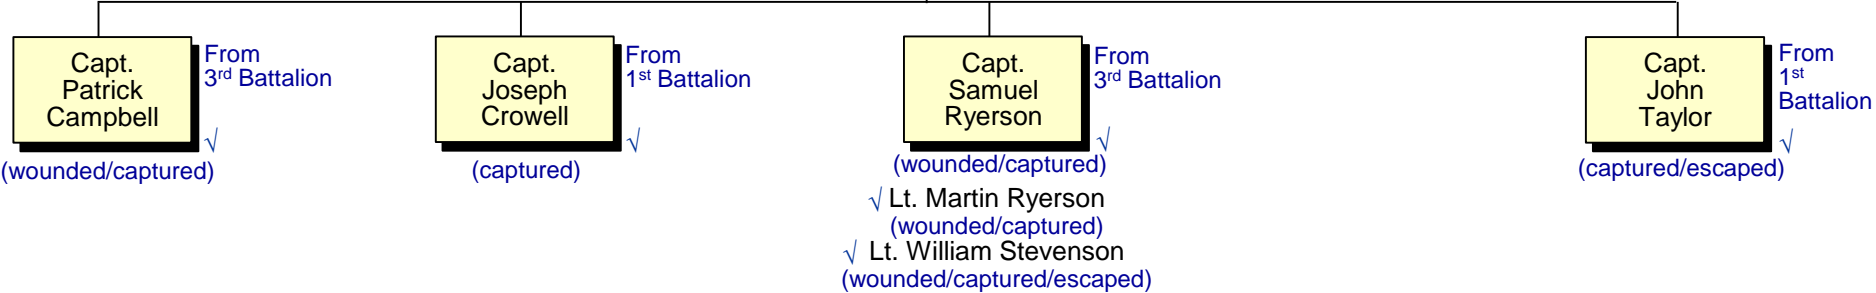 Capt.
Patrick
Campbell
From
3rd Battalion
√
(wounded/captured)
Capt.
Joseph
Crowell
From
1st Battalion
√
(captured)
Capt.
Samuel
Ryerson
From
3rd Battalion
√
(wounded/captured)
√ Lt. Martin Ryerson
(wounded/captured)
√ Lt. William Stevenson
(wounded/captured/escaped)
Capt.
John
Taylor
From
1st
Battalion
√
(captured/escaped)